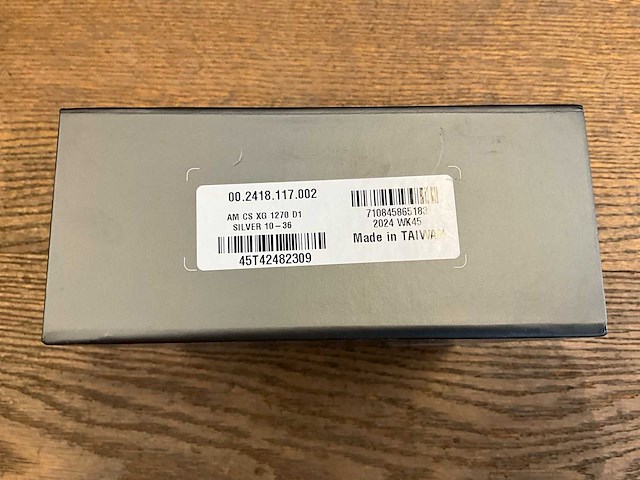 00.2418.117.002
AM CS XG 1270 D1
SILVER 10-36
45T42482309
710845865183
2024 WK45
Made in TAIWAN